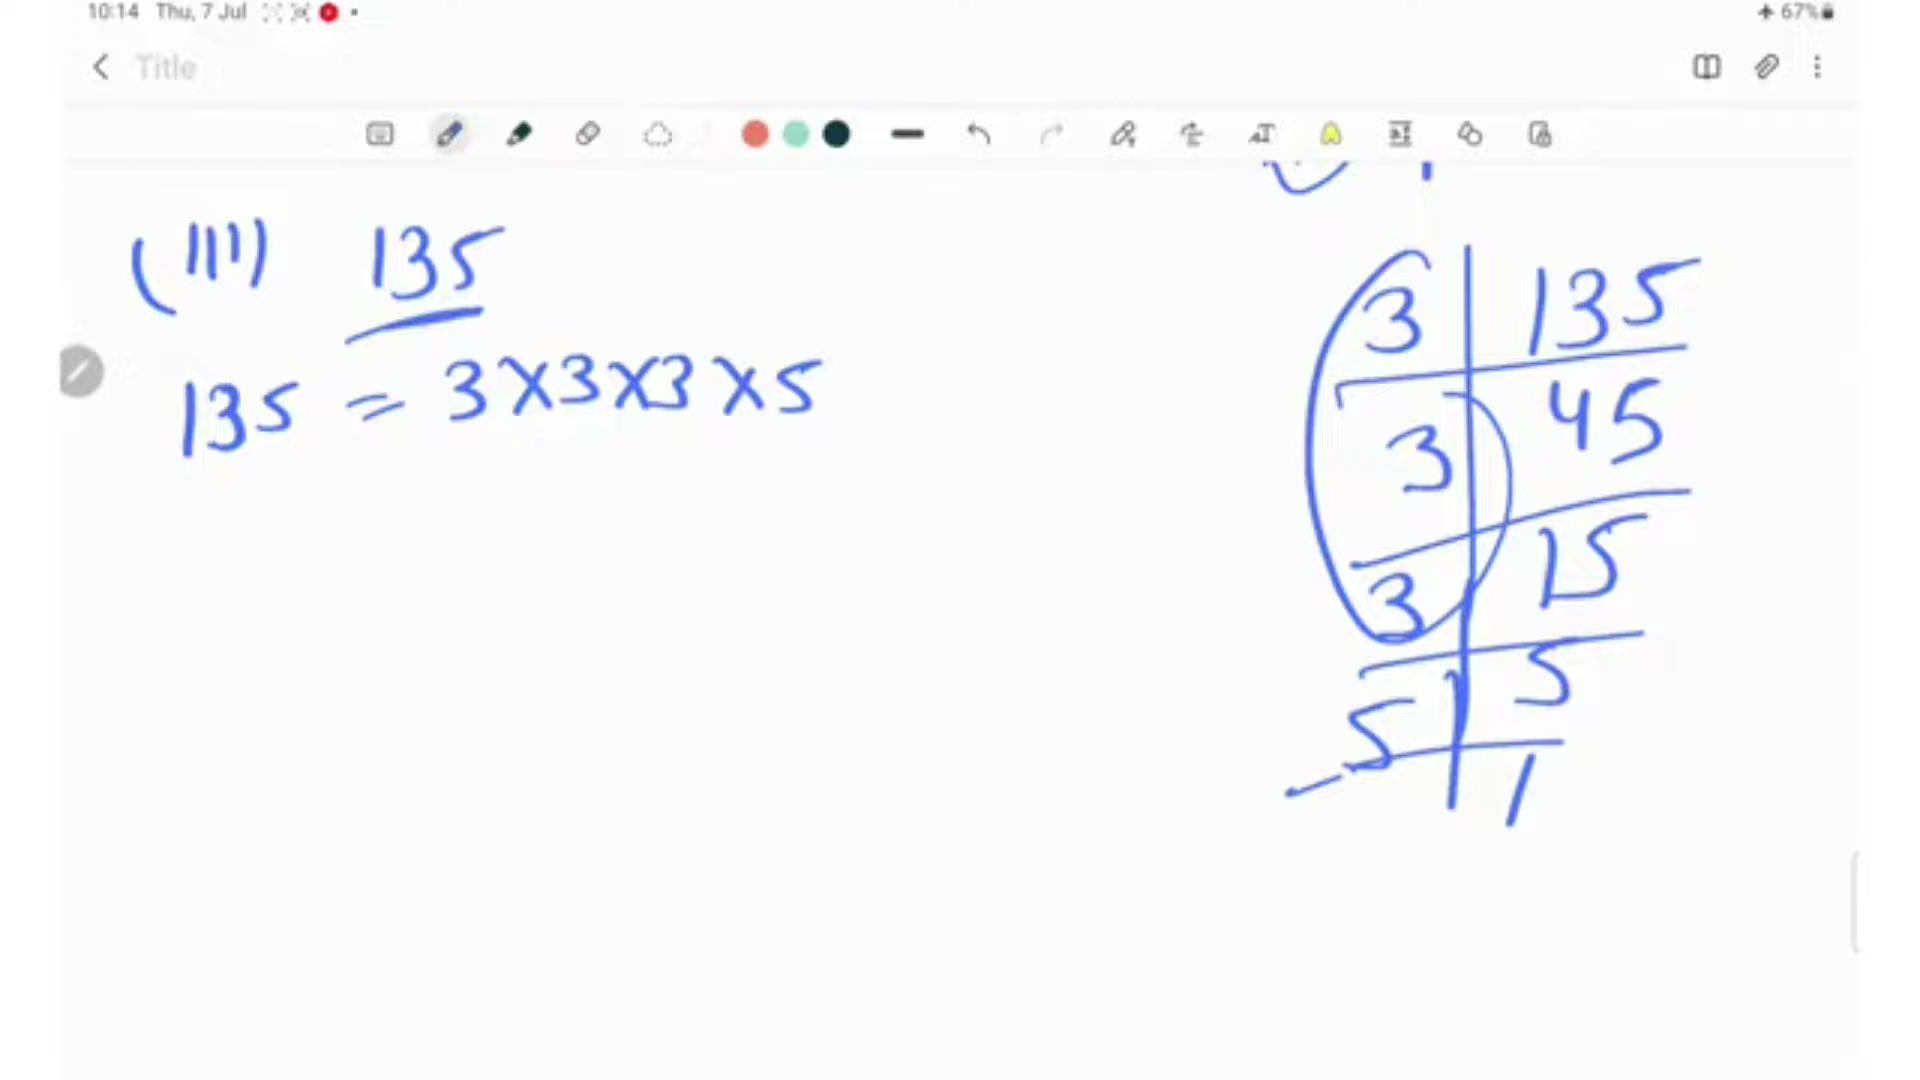 10:14 Thu, 7 Jul
67%
Title
(111) 135
135 = 3×3×3×5
3 | 135
3 | 45
3 | 15
5 | 5
1